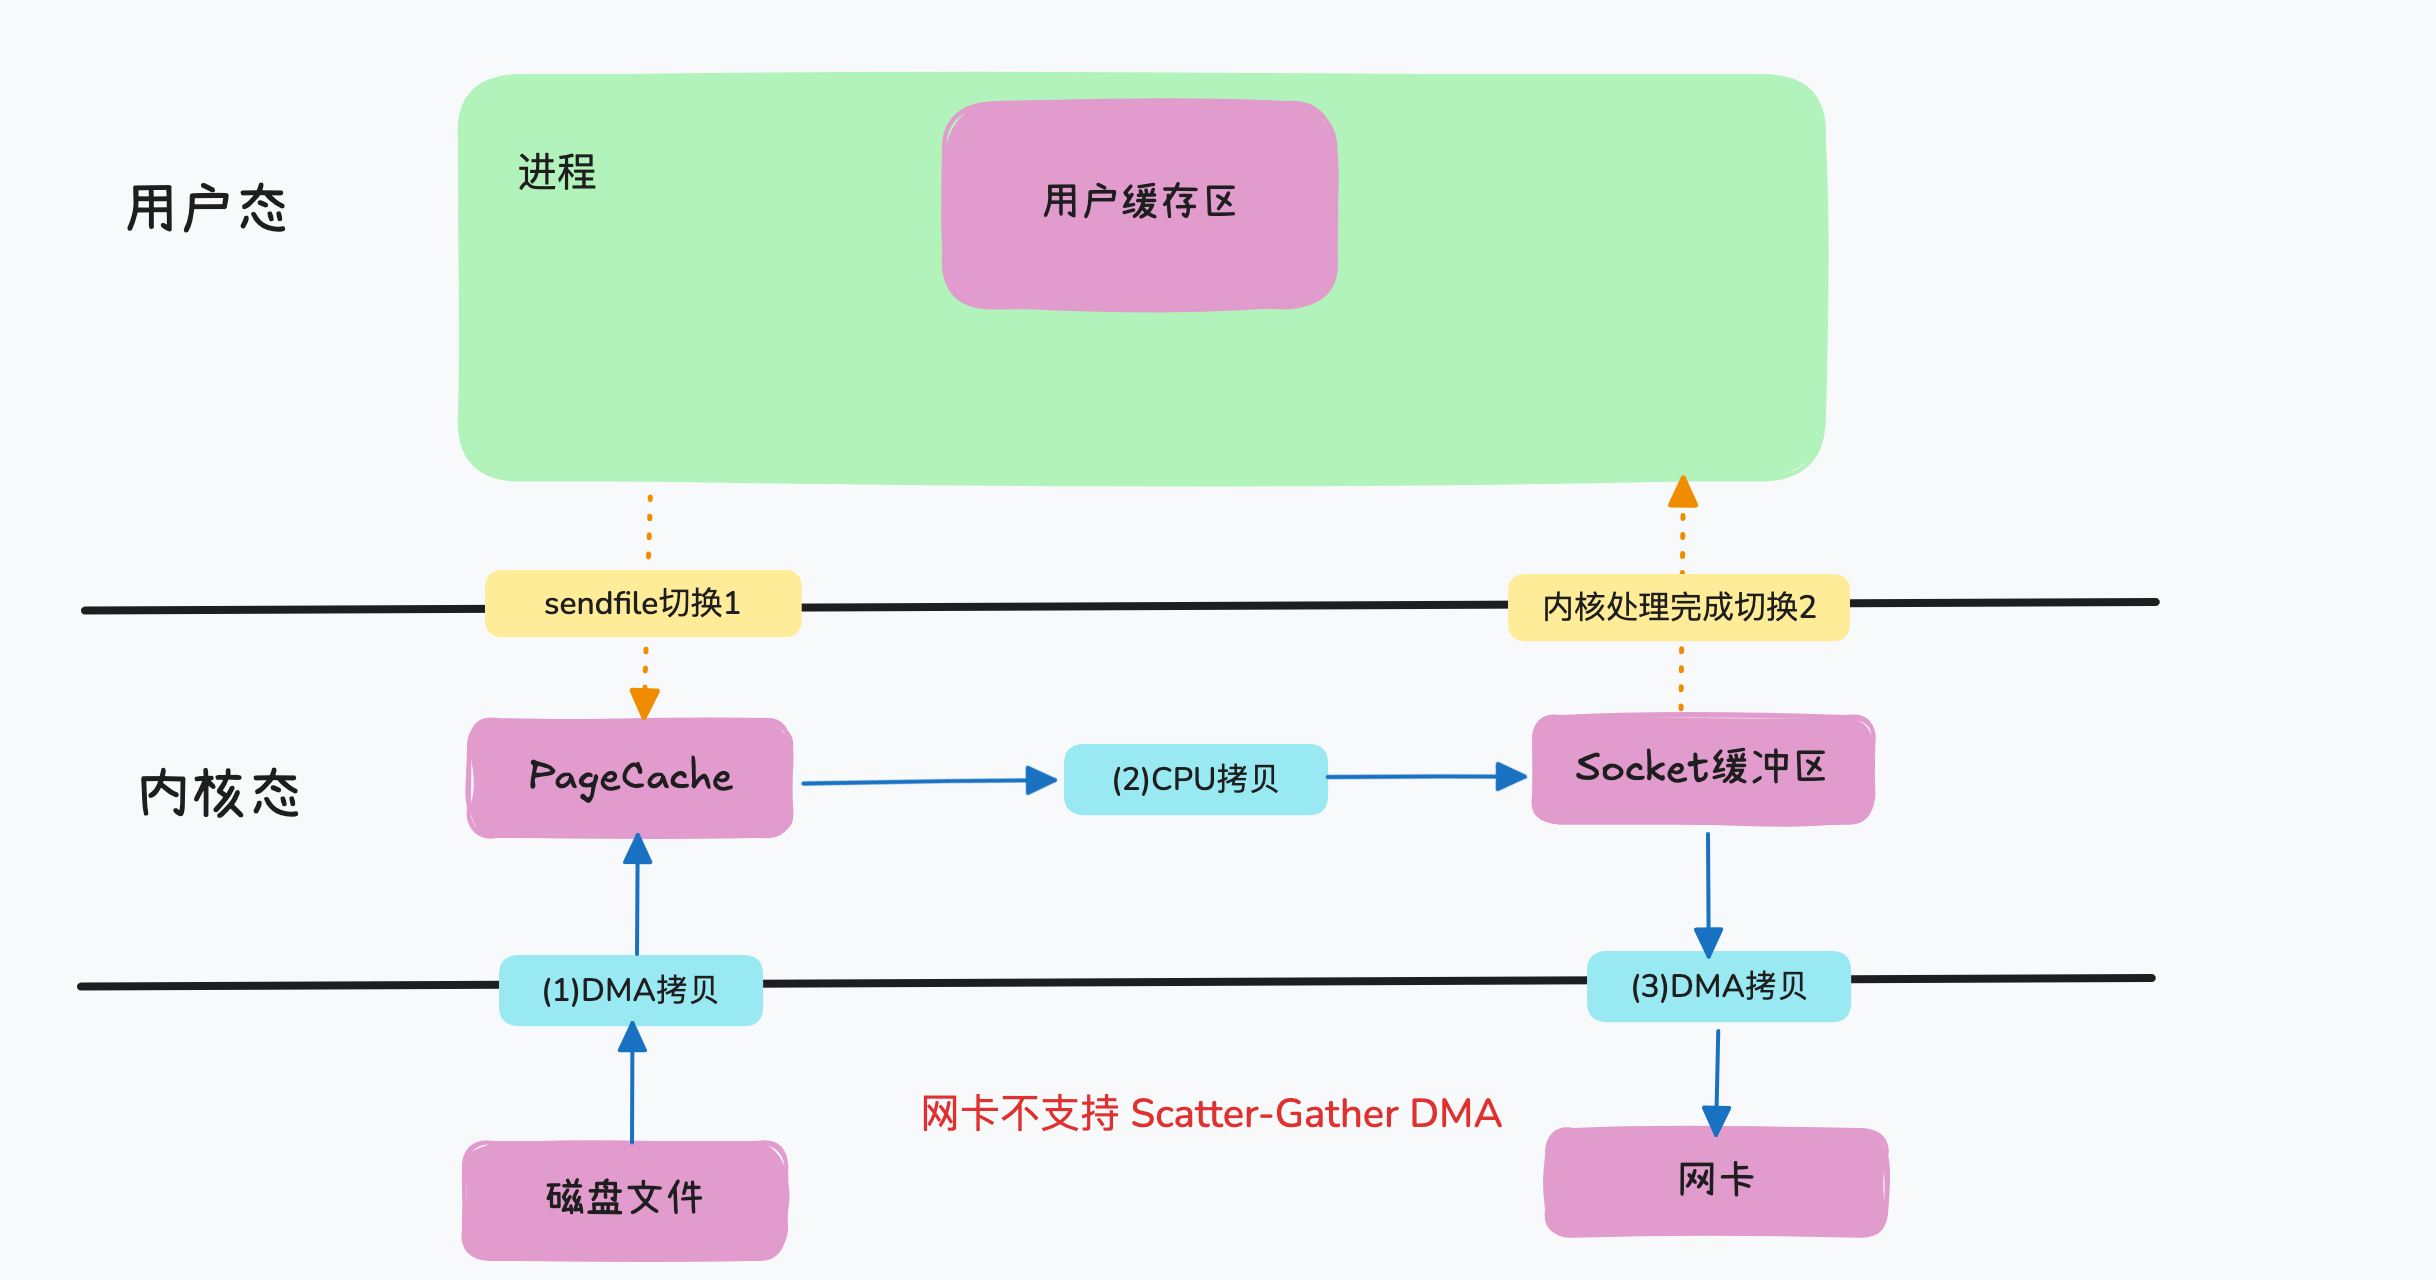 进程
用户缓存区
用户态
sendfile切换1
内核处理完成切换2
PageCache
(2)CPU拷贝
Socket缓冲区
内核态
(1)DMA拷贝
(3)DMA拷贝
网卡不支持 Scatter-Gather DMA
磁盘文件
网卡